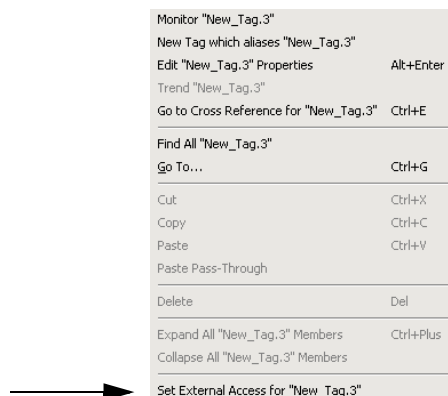 Monitor "New_Tag.3"
New Tag which aliases "New_Tag.3"
Edit "New_Tag.3" Properties Alt+Enter
Trend "New_Tag.3"
Go to Cross Reference for "New_Tag.3" Ctrl+E
Find All "New_Tag.3"
Go To... Ctrl+G
Cut Ctrl+X
Copy Ctrl+C
Paste Ctrl+V
Paste Pass-Through
Delete Del
Expand All "New_Tag.3" Members Ctrl+Plus
Collapse All "New_Tag.3" Members
Set External Access for "New_Tag.3"